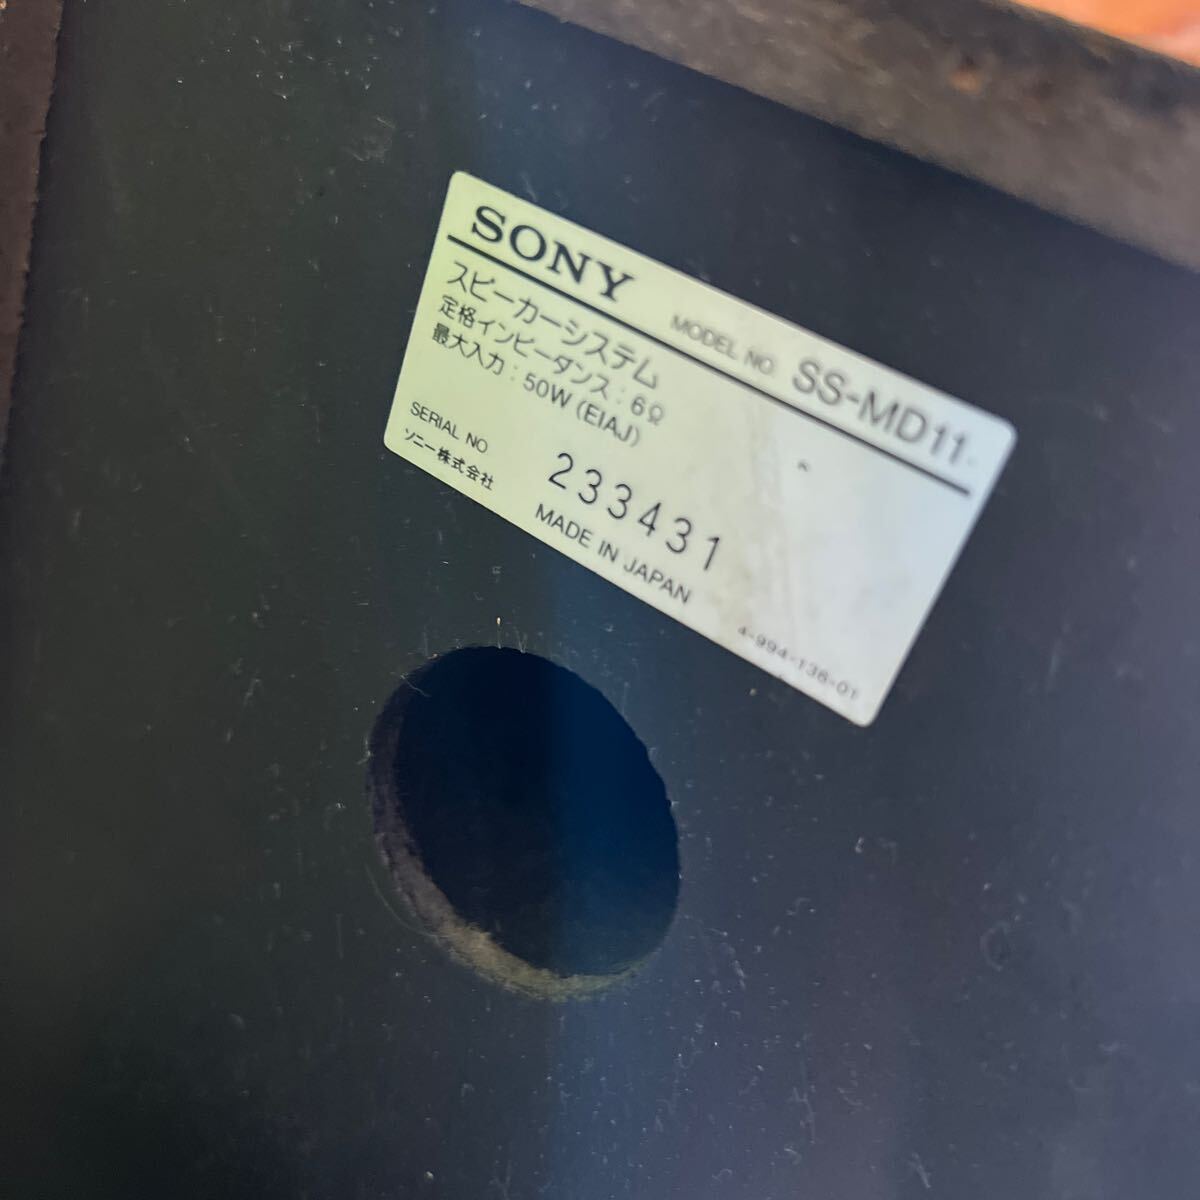 SONY
MODEL NO. SS-MD11
スピーカーシステム
定格インピーダンス : 6Ω
最大入力 : 50W (EIAJ)
SERIAL NO 233431
ソニー株式会社 MADE IN JAPAN
4-994-136-01